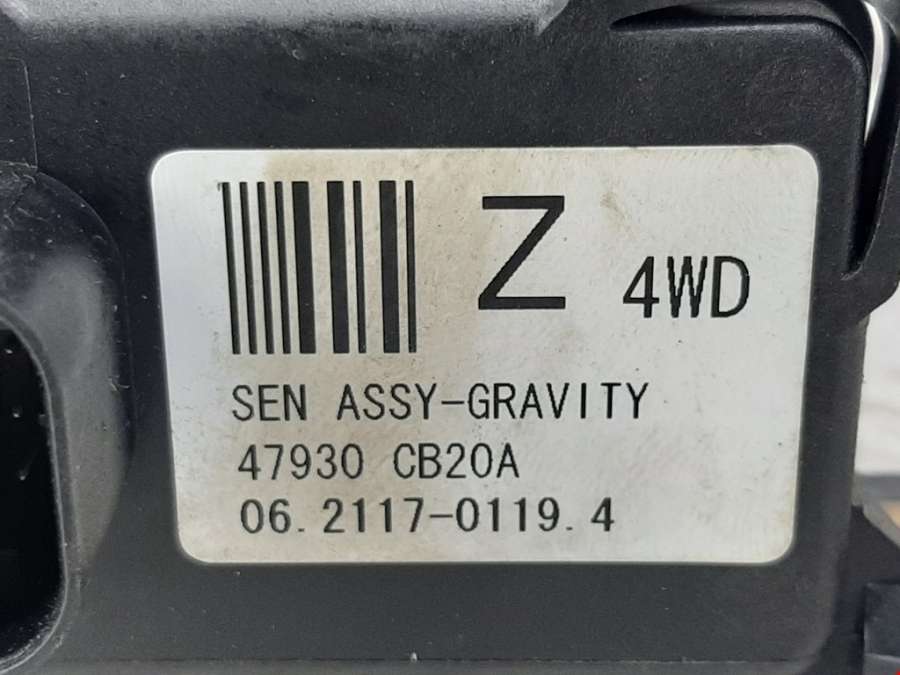 Z 4WD
SEN ASSY-GRAVITY
47930 CB20A
06.2117-0119.4